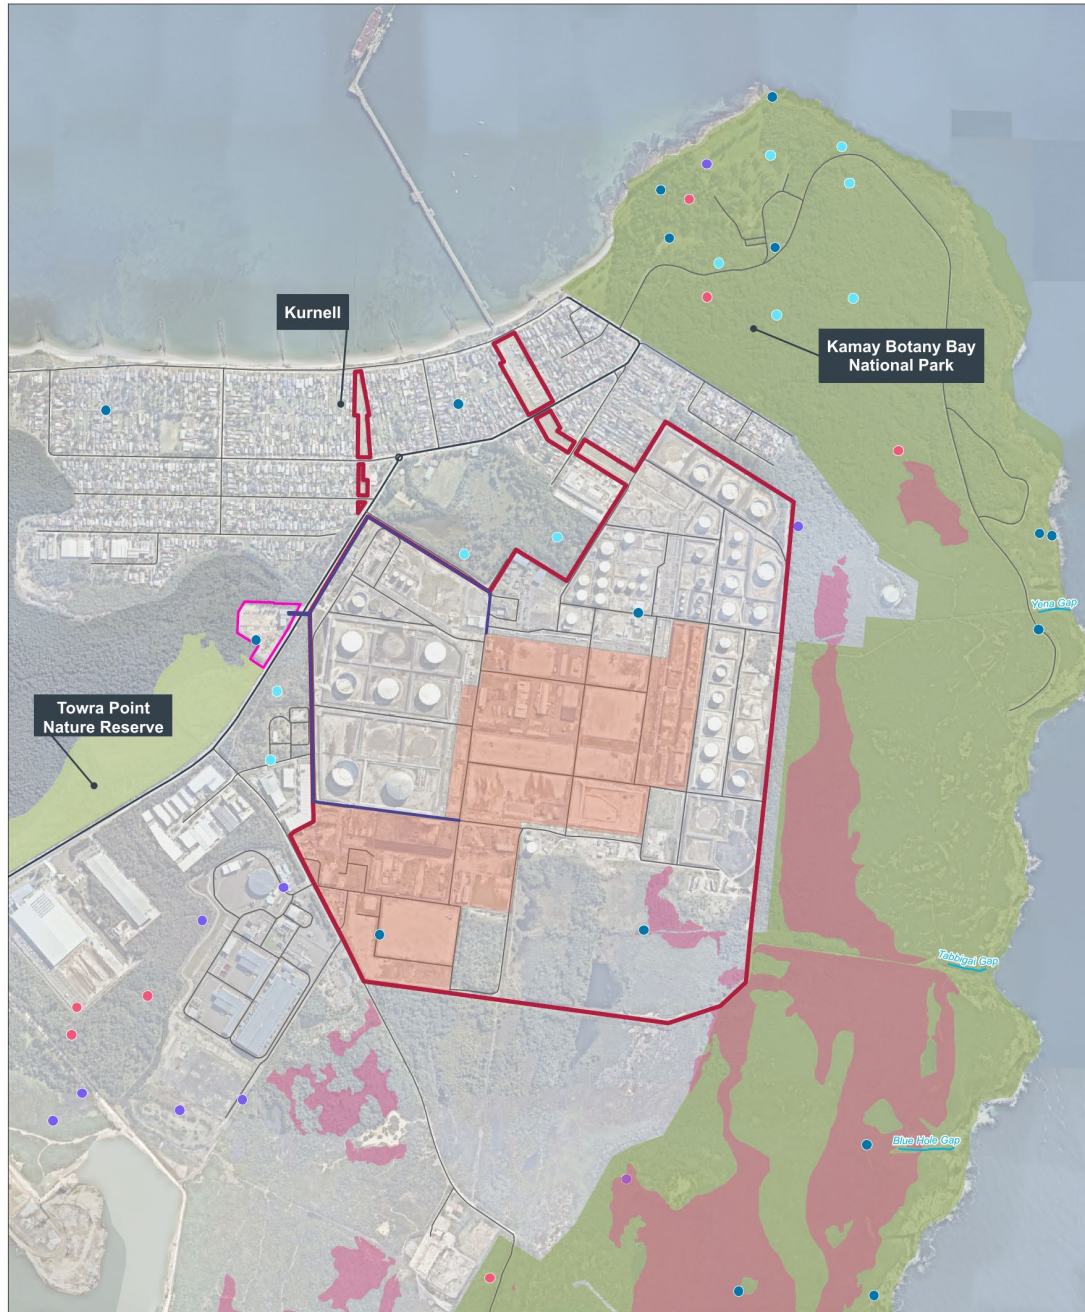 Kurnell
Kamay Botany Bay
National Park
Yena Gap
Towra Point
Nature Reserve
Tabbigai Gap
Blue Hole Gap